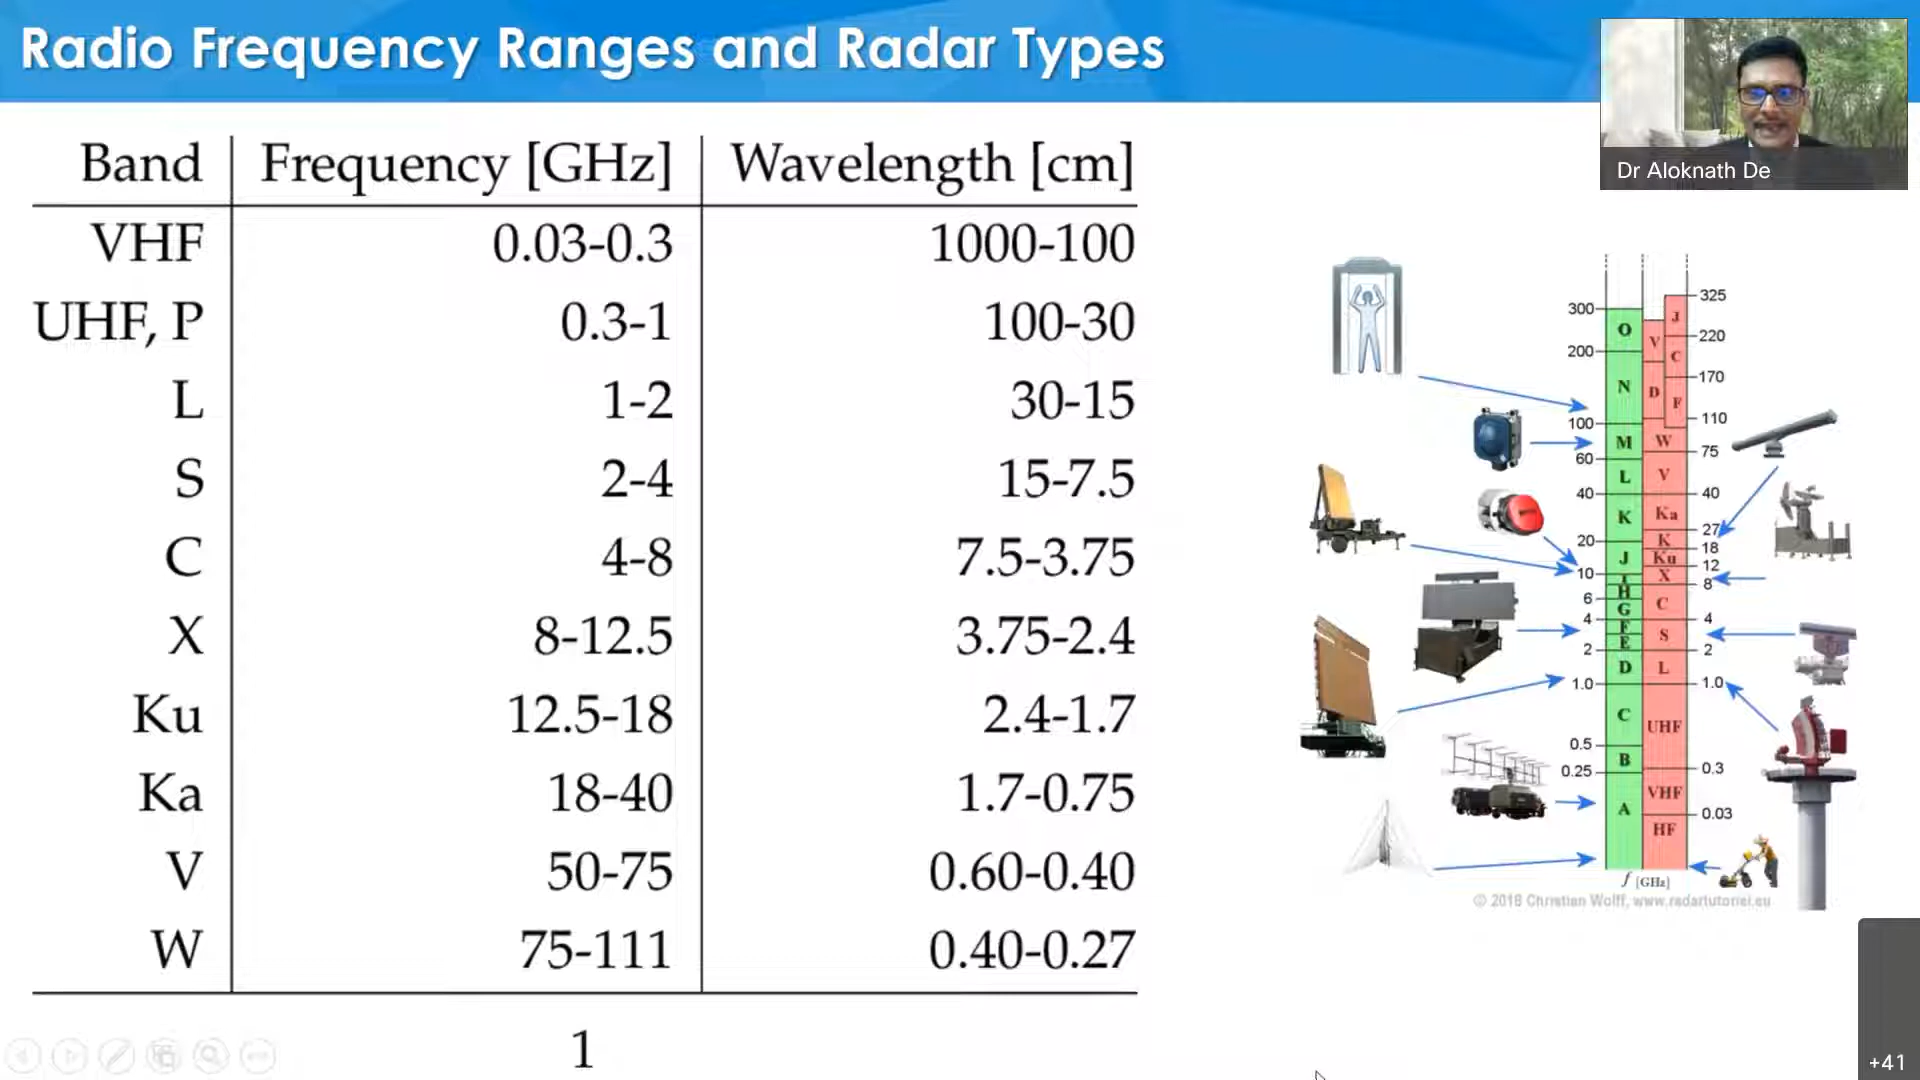 Radio Frequency Ranges and Radar Types
Dr Aloknath De
Band Frequency [GHz] Wavelength [cm]
VHF 0.03-0.3 1000-100
UHF, P 0.3-1 100-30
L 1-2 30-15
S 2-4 15-7.5
C 4-8 7.5-3.75
X 8-12.5 3.75-2.4
Ku 12.5-18 2.4-1.7
Ka 18-40 1.7-0.75
V 50-75 0.60-0.40
W 75-111 0.40-0.27
1
300
200
100
60
40
20
10
6
4
2
1.0
0.5
0.25
O
N
M
L
K
J
I
H
G
F
E
D
C
B
A
V
D
J
C
F
W
V
Ka
K
Ku
X
C
S
L
UHF
VHF
HF
325
220
170
110
75
40
27
18
12
8
4
2
1.0
0.3
0.03
f [GHz]
© 2018 Christian Wolff, www.radartutorial.eu
+41